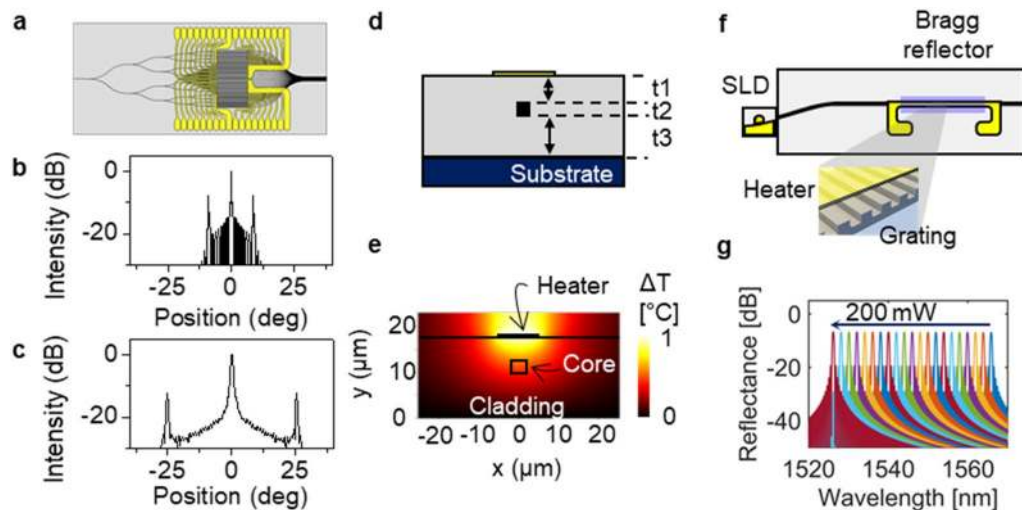 a
b
Intensity (dB)
0
-20
-25 0 25
Position (deg)
c
Intensity (dB)
0
-20
-25 0 25
Position (deg)
d
t1
t2
t3
Substrate
e
Heater
ΔT
[°C]
1
0
Core
Cladding
y (µm)
20
10
0
-20 -10 0 10 20
x (µm)
f
Bragg
reflector
SLD
Heater
Grating
g
200 mW
Reflectance [dB]
0
-20
-40
1520 1540 1560
Wavelength [nm]